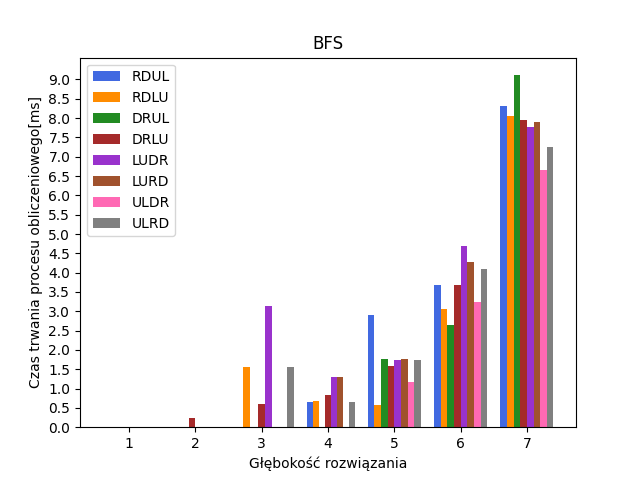 BFS
Czas trwania procesu obliczeniowego[ms]
9.0
8.5
8.0
7.5
7.0
6.5
6.0
5.5
5.0
4.5
4.0
3.5
3.0
2.5
2.0
1.5
1.0
0.5
0.0
RDUL
RDLU
DRUL
DRLU
LUDR
LURD
ULDR
ULRD
1 2 3 4 5 6 7
Głębokość rozwiązania